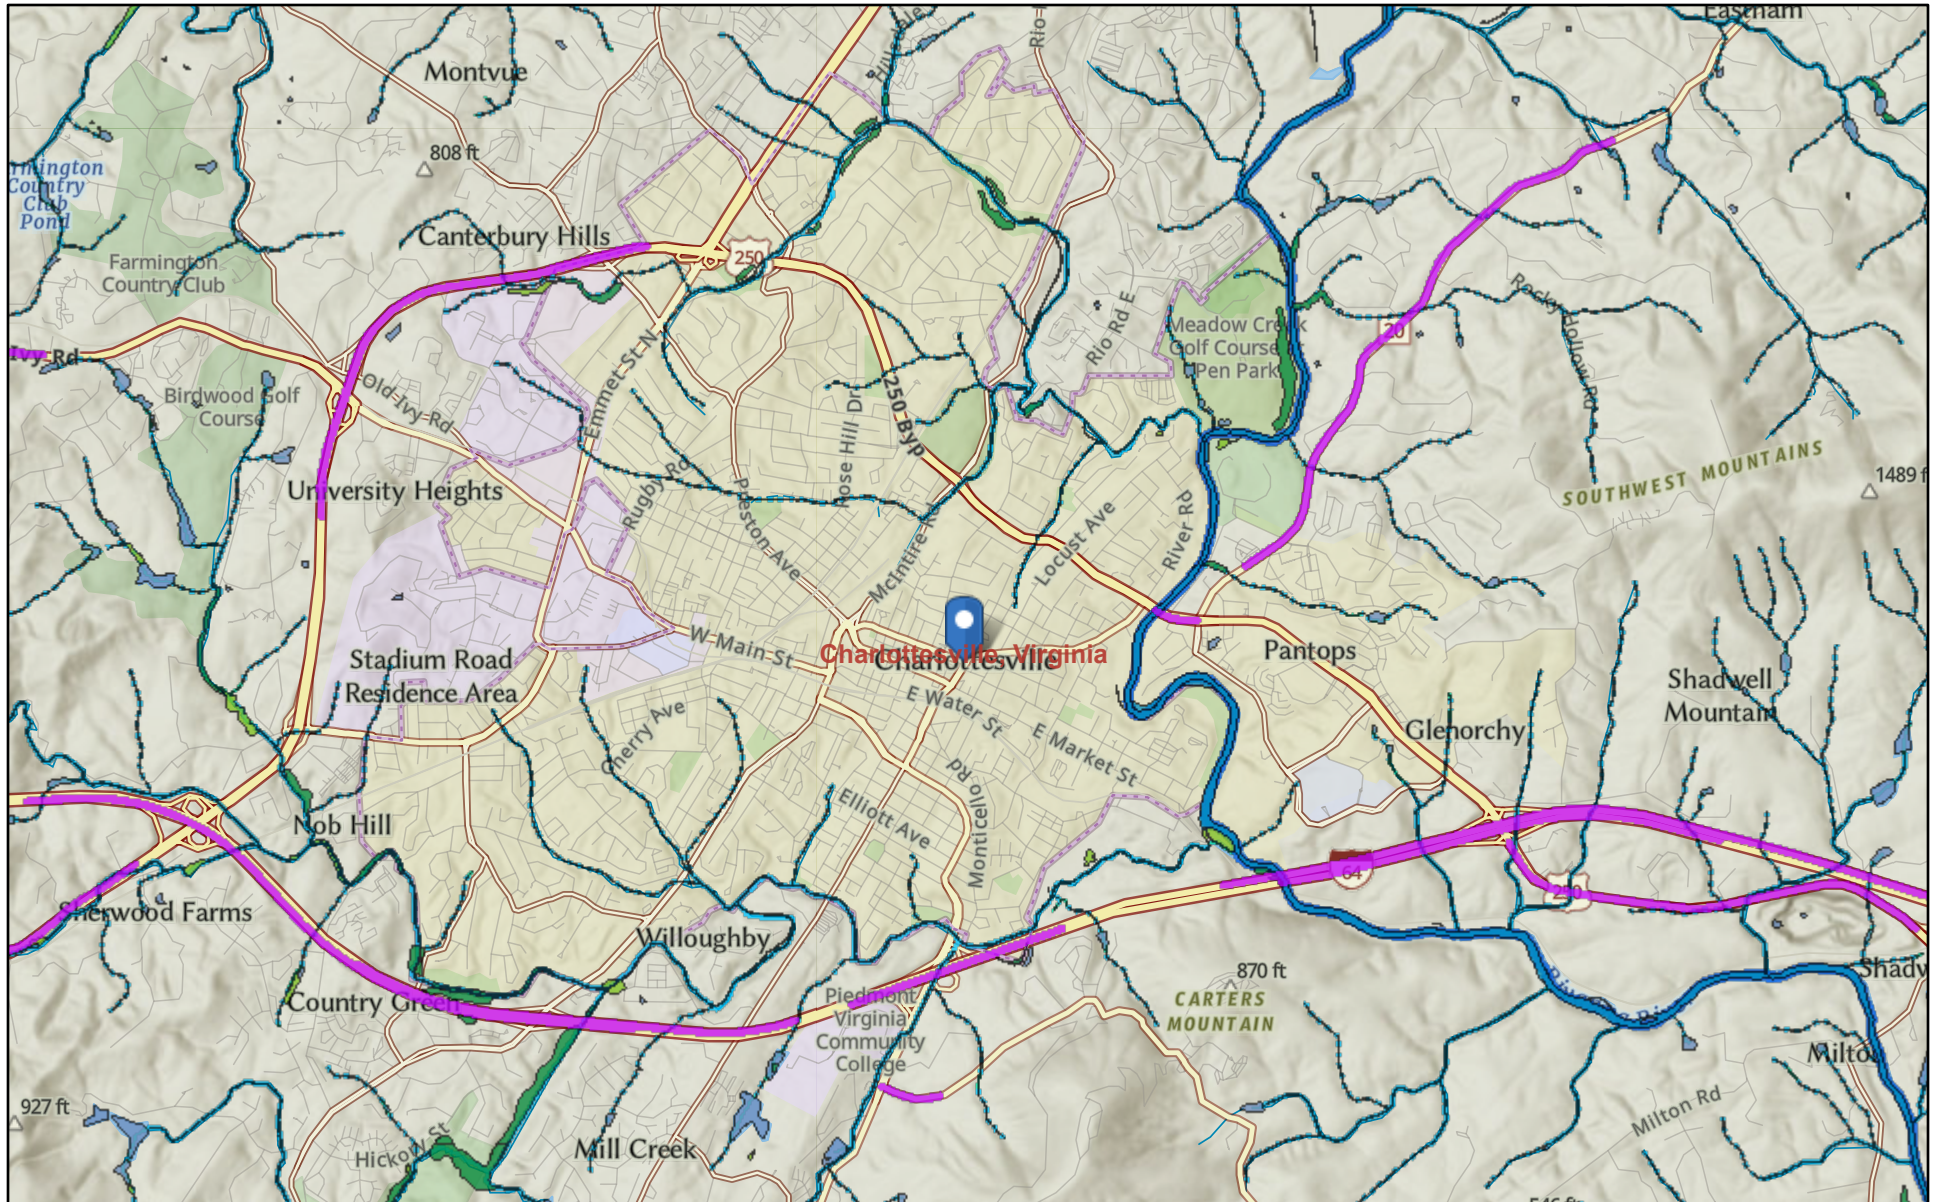 Eastham
Montvue
Rio
808 ft
Country
Club
Pond
Canterbury Hills
250
Farmington
Country Club
Rocky Hollow Rd
Rio Rd E
Meadow Creek
Golf Course
Pen Park
20
Ivy Rd
Old Ivy Rd
Emmet St N
Birdwood Golf
Course
250 Byp
Rose Hill Dr
SOUTHWEST MOUNTAINS
1489 f
University Heights
Rugby Rd
Preston Ave
McIntire R
Locust Ave
River Rd
W Main St
Charlottesville, Virginia
Charlottesville
Pantops
Stadium Road
Residence Area
Shadwell
Mountain
E Water St
Cherry Ave
E Market St
Glenorchy
Monticello Rd
Elliott Ave
Nob Hill
64
250
Sherwood Farms
Willoughby
870 ft
Shadw
Country Green
Piedmont
Virginia
Community
College
CARTERS
MOUNTAIN
Milto
927 ft
Milton Rd
Hickory St
Mill Creek